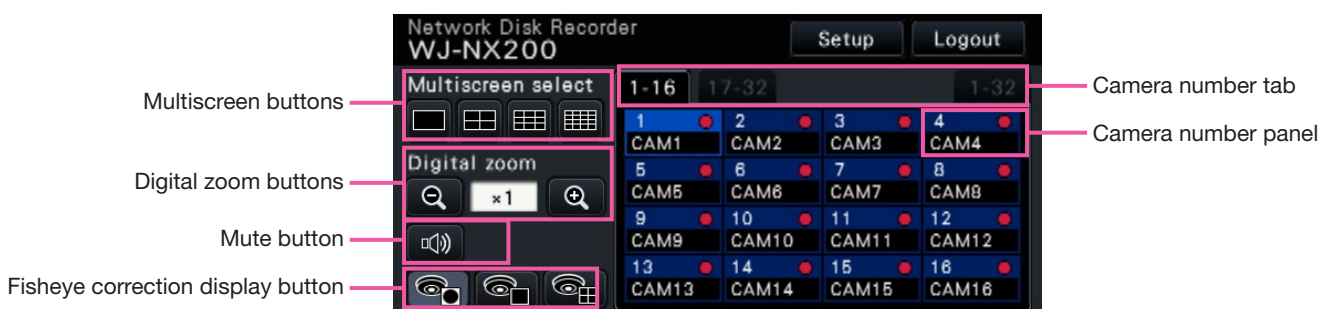 Network Disk Recorder
WJ-NX200
Setup
Logout
Multiscreen buttons
Multiscreen select
1-16
17-32
1-32
Camera number tab
1
2
3
4
CAM1
CAM2
CAM3
CAM4
Camera number panel
Digital zoom buttons
Digital zoom
×1
5
6
7
8
CAM5
CAM6
CAM7
CAM8
Mute button
9
10
11
12
CAM9
CAM10
CAM11
CAM12
Fisheye correction display button
13
14
15
16
CAM13
CAM14
CAM15
CAM16